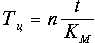 Tц = n t/KM